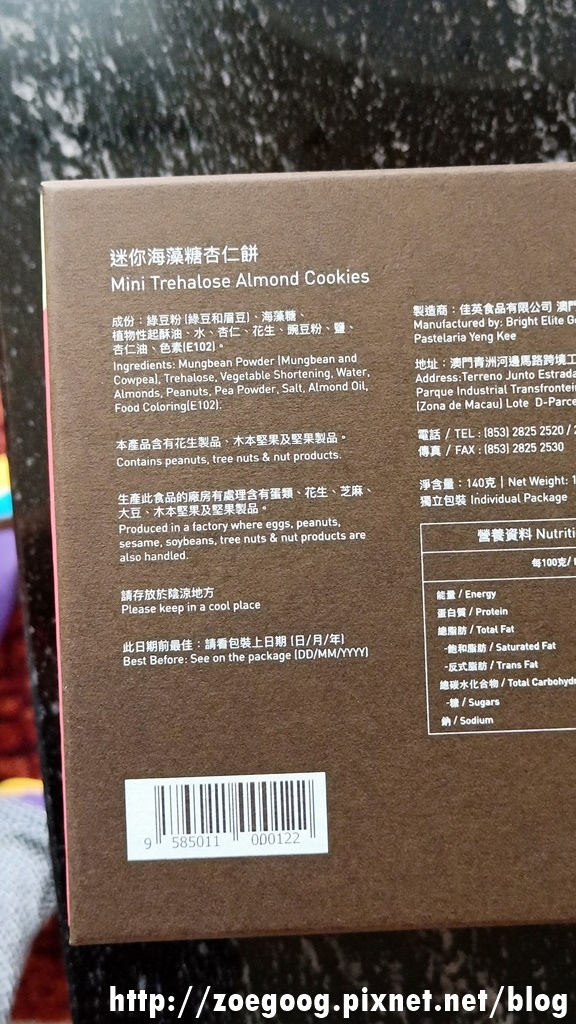 迷你海藻糖杏仁餅
Mini Trehalose Almond Cookies
成份：綠豆粉 (綠豆和眉豆)、海藻糖、
植物性起酥油、水、杏仁、花生、豌豆粉、鹽、
杏仁油、色素(E102)。
Ingredients: Mungbean Powder (Mungbean and
Cowpea), Trehalose, Vegetable Shortening, Water,
Almonds, Peanuts, Pea Powder, Salt, Almond Oil,
Food Coloring(E102).
本產品含有花生製品、木本堅果及堅果製品。
Contains peanuts, tree nuts & nut products.
生產此食品的廠房有處理含有蛋類、花生、芝麻、
大豆、木本堅果及堅果製品。
Produced in a factory where eggs, peanuts,
sesame, soybeans, tree nuts & nut products are
also handled.
請存放於陰涼地方
Please keep in a cool place
此日期前最佳：請看包裝上日期 (日/月/年)
Best Before: See on the package (DD/MM/YYYY)
9 585011 000122
製造商：佳英食品有限公司 澳門
Manufactured by: Bright Elite
Pastelaria Yeng Kee
地址：澳門青洲河邊馬路跨境工
Address:Terreno Junto Estrada
Parque Industrial Transfrontei
(Zona de Macau) Lote D-Parce
電話 / TEL : (853) 2825 2520 /
傳真 / FAX : (853) 2825 2530
淨含量：140克 | Net Weight: 1
獨立包裝 Individual Package
營養資料 Nutriti
每100克/
能量 / Energy
蛋白質 / Protein
總脂肪 / Total Fat
-飽和脂肪 / Saturated Fat
-反式脂肪 / Trans Fat
總碳水化合物 / Total Carbohydr
-糖 / Sugars
鈉 / Sodium
http://zoegoog.pixnet.net/blog